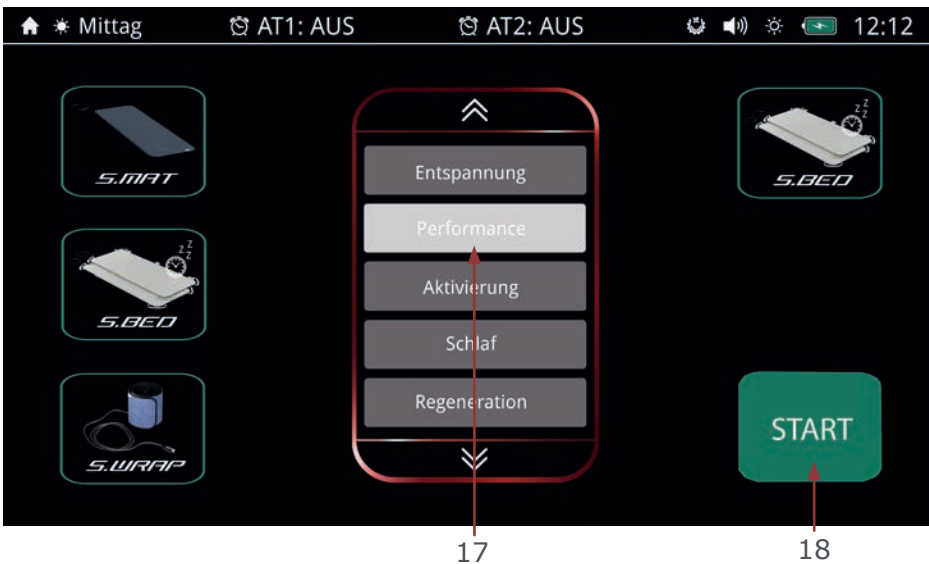 Mittag AT1: AUS AT2: AUS 12:12
S.MAT
Z Z Z
S.BED
Z Z Z
S.BED
S.WRAP
Entspannung
Performance
Aktivierung
Schlaf
Regeneration
START
17 18